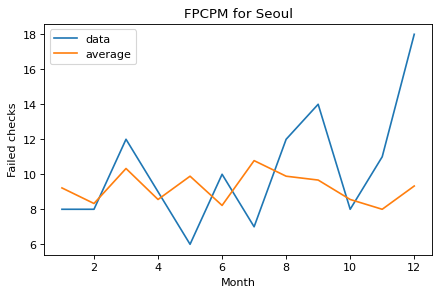 FPCPM for Seoul
data
average
Failed checks
18
16
14
12
10
8
6
2
4
6
8
10
12
Month